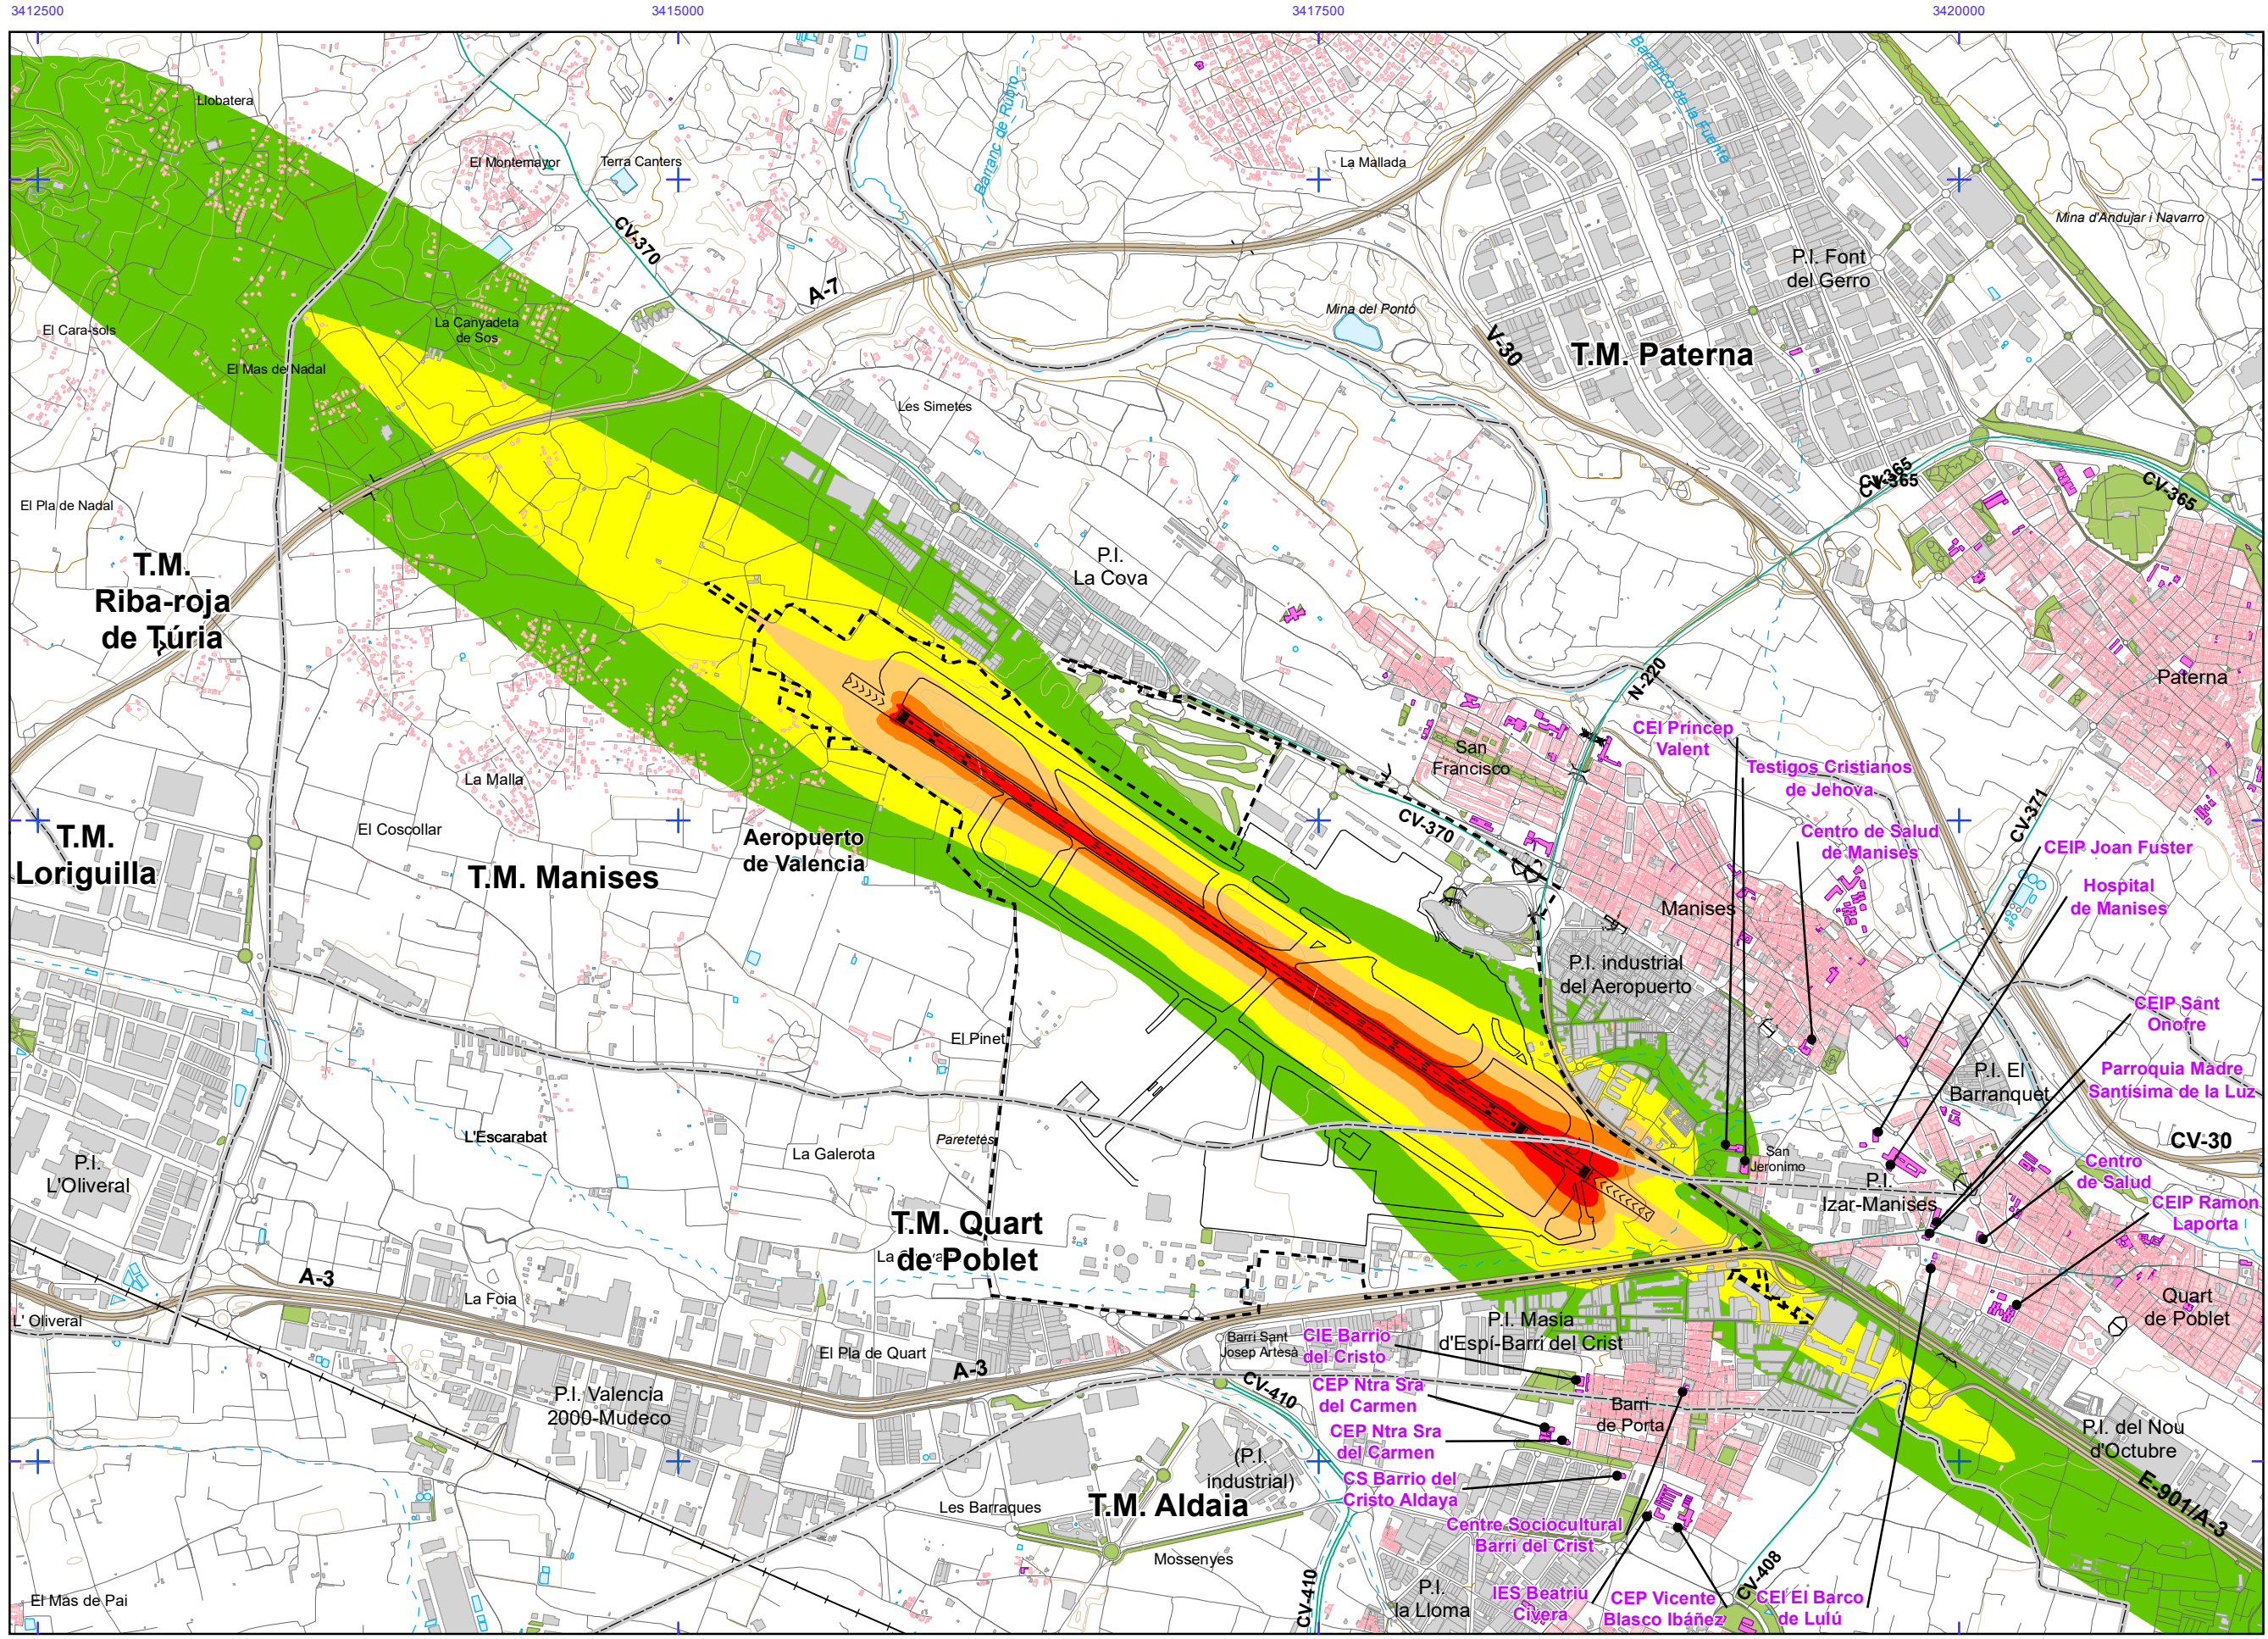 3412500
3415000
3417500
3420000
Llobatera
El Montemayor
Terra Canters
Barranc de Rubio
La Mallada
Barranco de la Fuente
Mina d'Andujar i Navarro
CV-370
A-7
P.I. Font
del Gerro
El Cara-sols
La Canyadeta
de Sos
Mina del Pontó
V-30
T.M. Paterna
El Mas de Nadal
Les Simetes
CV-365
CV-365
CV-365
El Pla de Nadal
T.M.
Riba-roja
de Túria
P.I.
La Cova
N-220
Paterna
CEI Príncep
Valent
San
Francisco
Testigos Cristianos
de Jehova
La Malla
El Coscollar
Aeropuerto
de Valencia
CV-370
Centro de Salud
de Manises
CV-371
CEIP Joan Fuster
T.M.
Loriguilla
T.M. Manises
Hospital
de Manises
Manises
P.I. industrial
del Aeropuerto
CEIP Sant
Onofre
El Pinet
P.I. El
Barranquet
Parroquia Madre
Santísima de la Luz
L'Escarabat
Paretetes
La Galerota
CV-30
P.I.
L'Oliveral
San
Jeronimo
Centro
de Salud
P.I.
Izar-Manises
CEIP Ramon
Laporta
T.M. Quart
de Poblet
A-3
La Foia
L' Oliveral
Quart
de Poblet
P.I. Masia
d'Espí-Barri del Crist
Barri Sant
Josep Artesà
CIE Barrio
del Cristo
El Pla de Quart
A-3
CV-410
CEP Ntra Sra
del Carmen
P.I. Valencia
2000-Mudeco
Barri
de Porta
CEP Ntra Sra
del Carmen
P.I. del Nou
d'Octubre
(P.I.
industrial)
CS Barrio del
Cristo Aldaya
Les Barraques
T.M. Aldaia
E-901/A-3
Centre Sociocultural
Barri del Crist
Mossenyes
El Mas de Pai
CV-410
P.I.
la Lloma
IES Beatriu
Civera
CEP Vicente
Blasco Ibáñez
CV-408
CEI El Barco
de Lulú